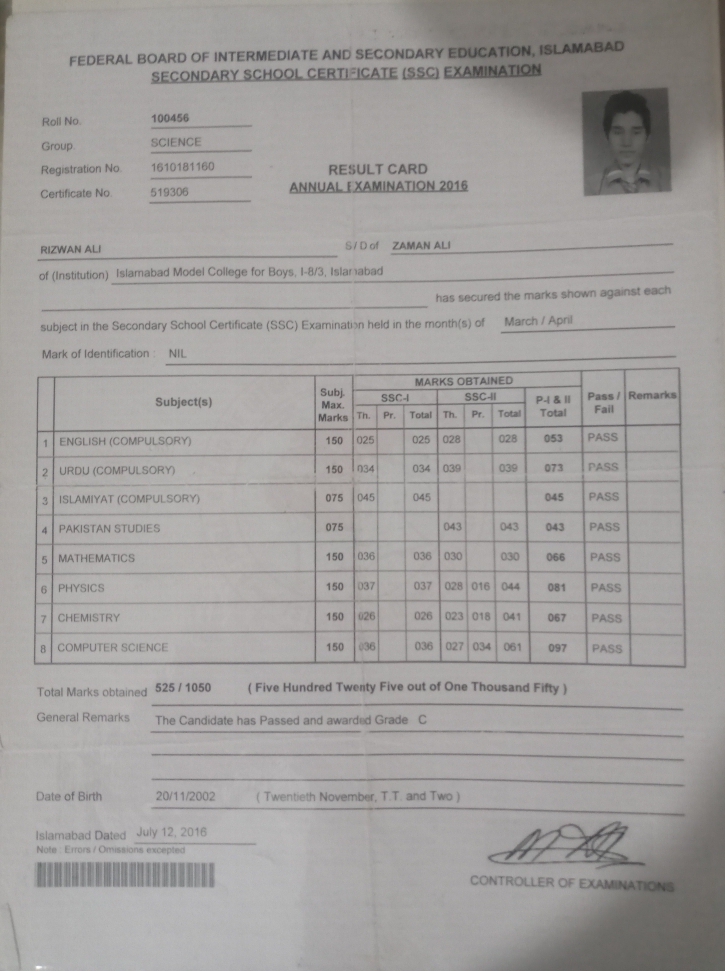 FEDERAL BOARD OF INTERMEDIATE AND SECONDARY EDUCATION, ISLAMABAD
SECONDARY SCHOOL CERTIFICATE (SSC) EXAMINATION
Roll No. 100456
Group. SCIENCE
Registration No. 1610181160
Certificate No. 519306
RESULT CARD
ANNUAL EXAMINATION 2016
RIZWAN ALI S / D of ZAMAN ALI
of (Institution) Islamabad Model College for Boys, I-8/3, Islamabad
has secured the marks shown against each
subject in the Secondary School Certificate (SSC) Examination held in the month(s) of March / April
Mark of Identification : NIL
Subject(s) Subj. Max. Marks MARKS OBTAINED Pass / Fail Remarks
SSC-I SSC-II P-I & II Total
Th. Pr. Total Th. Pr. Total
1 ENGLISH (COMPULSORY) 150 025 025 028 028 053 PASS
2 URDU (COMPULSORY) 150 034 034 039 039 073 PASS
3 ISLAMIYAT (COMPULSORY) 075 045 045 045 PASS
4 PAKISTAN STUDIES 075 043 043 043 PASS
5 MATHEMATICS 150 036 036 030 030 066 PASS
6 PHYSICS 150 037 037 028 016 044 081 PASS
7 CHEMISTRY 150 026 026 023 018 041 067 PASS
8 COMPUTER SCIENCE 150 036 036 027 034 061 097 PASS
Total Marks obtained 525 / 1050 ( Five Hundred Twenty Five out of One Thousand Fifty )
General Remarks The Candidate has Passed and awarded Grade C
Date of Birth 20/11/2002 ( Twentieth November, T.T. and Two )
Islamabad Dated July 12, 2016
Note : Errors / Omissions excepted
CONTROLLER OF EXAMINATIONS